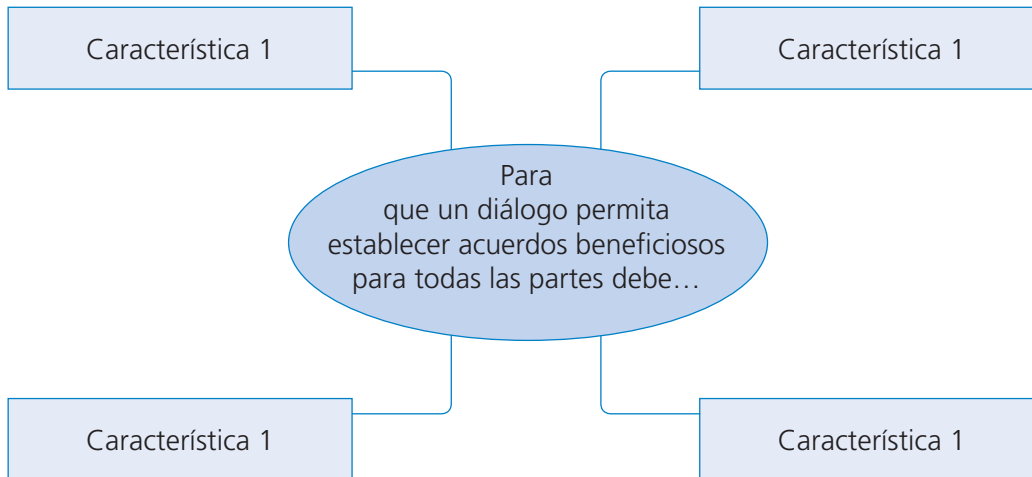 Característica 1
Característica 1
Para
que un diálogo permita
establecer acuerdos beneficiosos
para todas las partes debe…
Característica 1
Característica 1